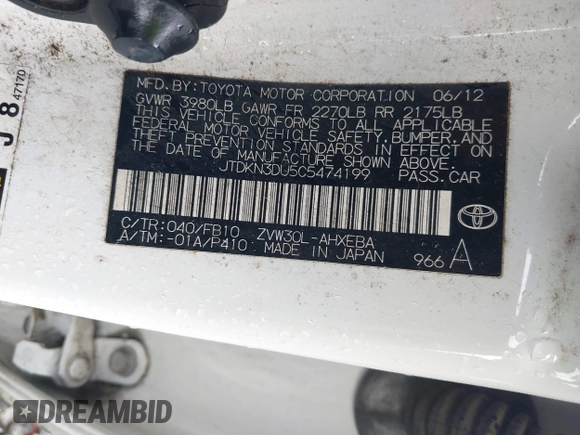 MFD.BY:TOYOTA MOTOR CORPORATION 06/12
GVWR 3980LB GAWR FR 2270LB RR 2175LB
THIS VEHICLE CONFORMS TO ALL APPLICABLE
FEDERAL MOTOR VEHICLE SAFETY,BUMPER,AND
THEFT PREVENTION STANDARDS IN EFFECT ON
THE DATE OF MANUFACTURE SHOWN ABOVE.
JTDKN3DU5C5474199 PASS.CAR
C/TR:040/FB10 ZVW30L-AHXEBA
A/TM:-01A/P410 MADE IN JAPAN
966 A
J 8 47170
DREAMBID